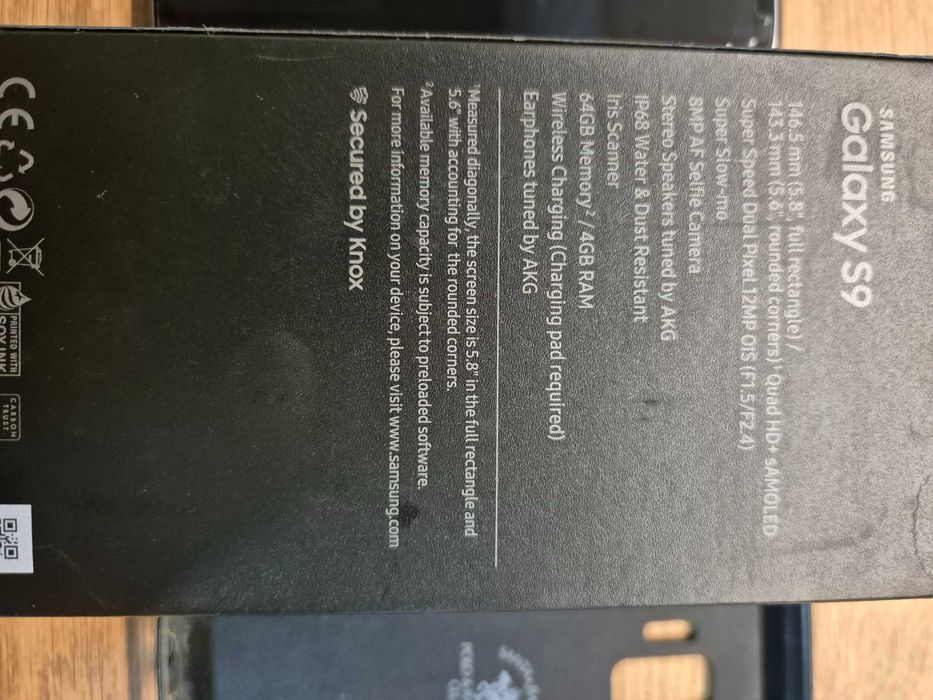 SAMSUNG
Galaxy S9
146.5 mm (5.8", full rectangle) /
143.3 mm (5.6", rounded corners)¹ Quad HD+ sAMOLED
Super Speed Dual Pixel 12MP OIS (F1.5/F2.4)
Super Slow-mo
8MP AF Selfie Camera
Stereo Speakers tuned by AKG
IP68 Water & Dust Resistant
Iris Scanner
64GB Memory² / 4GB RAM
Wireless Charging (Charging pad required)
Earphones tuned by AKG
¹Measured diagonally, the screen size is 5.8" in the full rectangle and
5.6" with accounting for the rounded corners.
² Available memory capacity is subject to preloaded software.
For more information on your device, please visit www.samsung.com
Secured by Knox
CE
PRINTED WITH
SOY INK
CARBON
TRUST